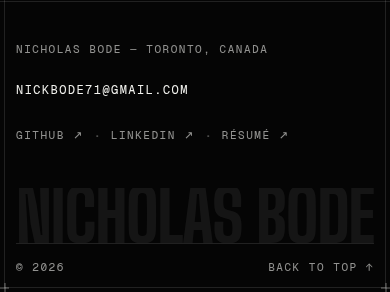 NICHOLAS BODE — TORONTO, CANADA
NICKBODE71@GMAIL.COM
GITHUB ↗ · LINKEDIN ↗ · RÉSUMÉ ↗
NICHOLAS BODE
© 2026 BACK TO TOP ↑